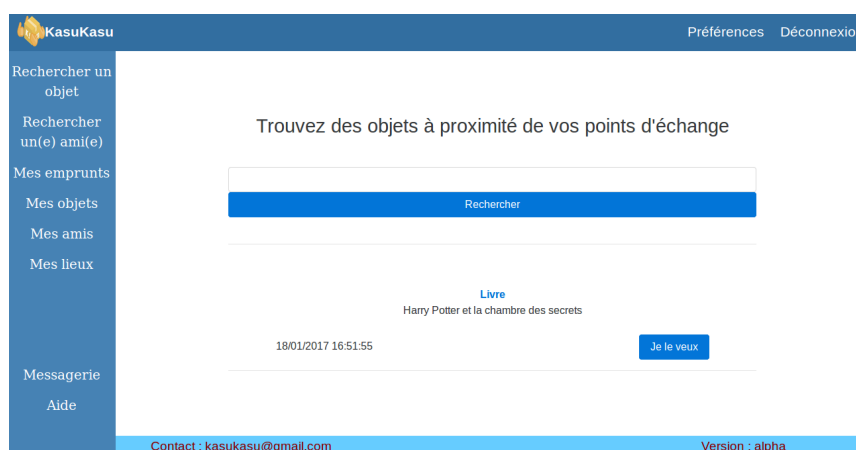 KasuKasu
Préférences Déconnexio
Rechercher un
objet
Rechercher
un(e) ami(e)
Mes emprunts
Mes objets
Mes amis
Mes lieux
Messagerie
Aide
Trouvez des objets à proximité de vos points d'échange
Rechercher
Livre
Harry Potter et la chambre des secrets
18/01/2017 16:51:55
Je le veux
Contact : kasukasu@gmail.com
Version : alpha